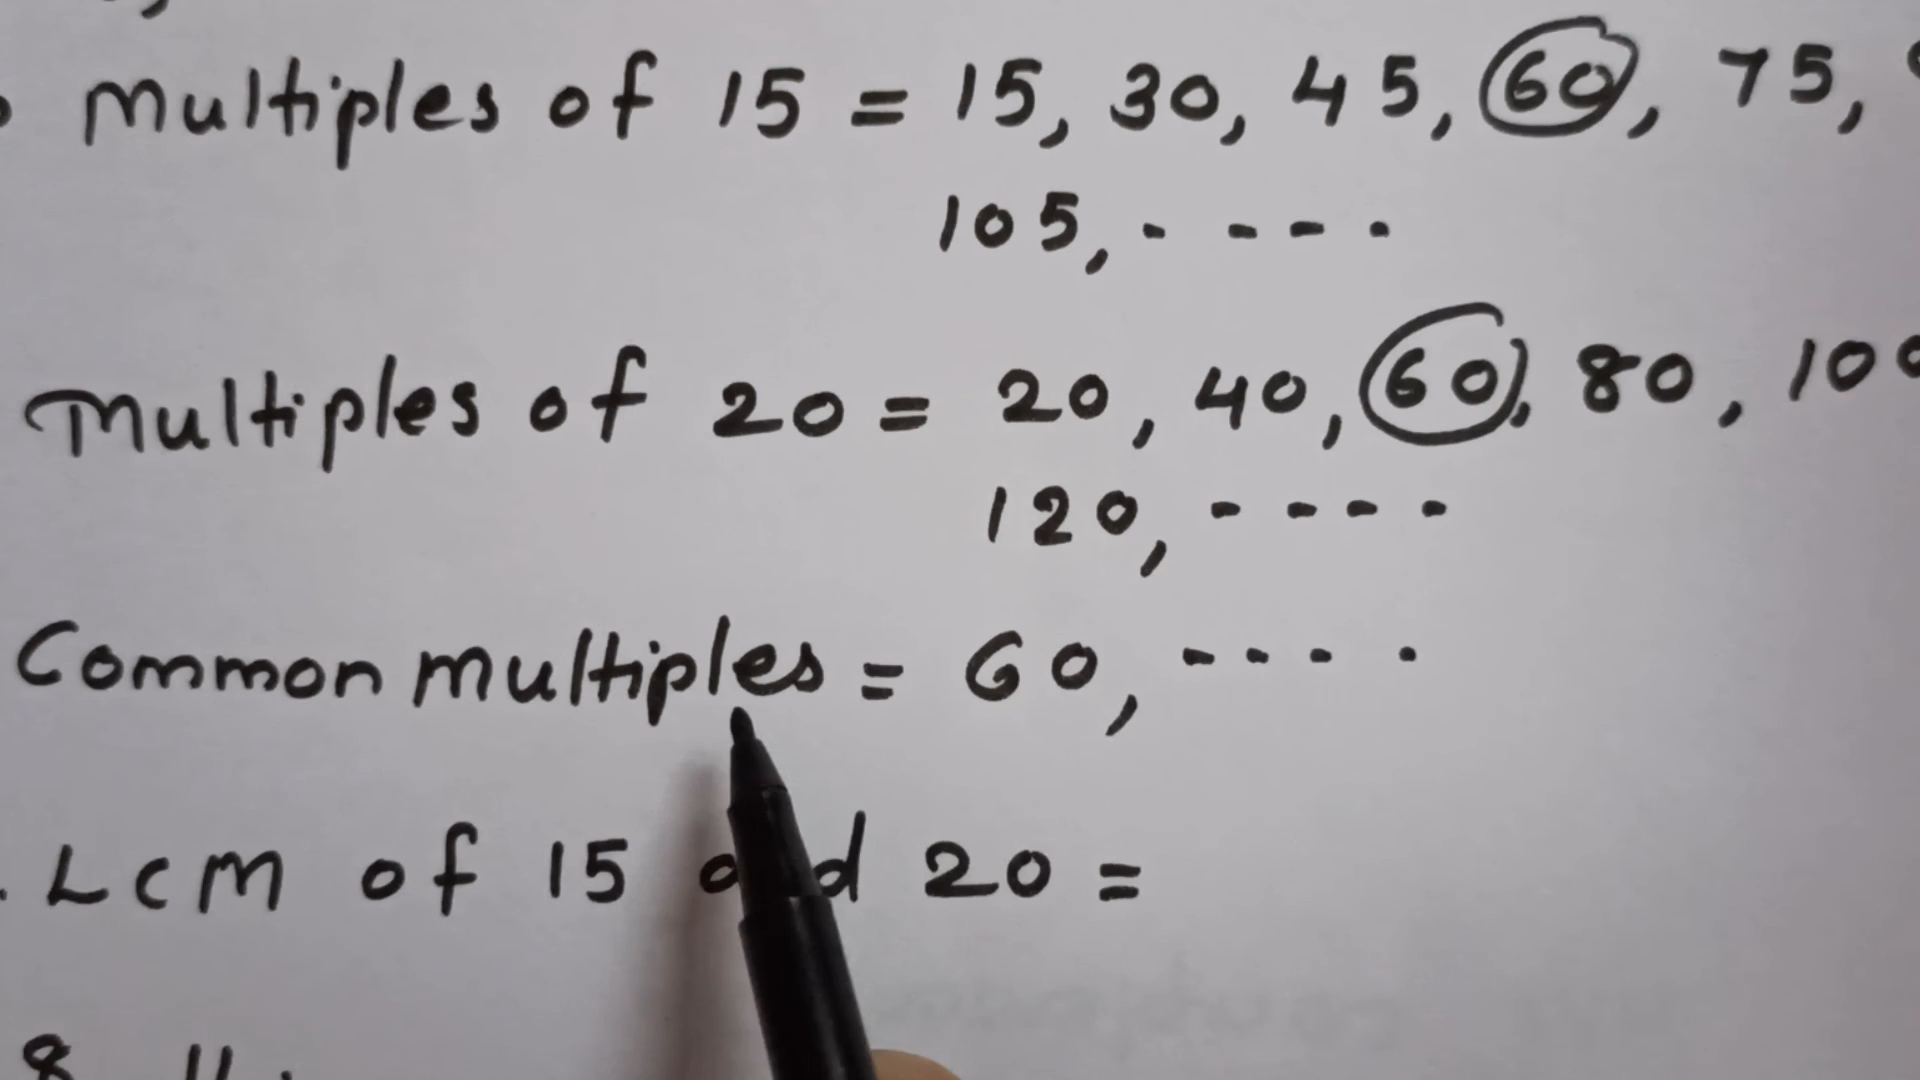 Multiples of 15 = 15, 30, 45, 60, 75,
105, - - - -
Multiples of 20 = 20, 40, 60, 80, 100
120, - - - -
Common multiples = 60, - - - -
LCM of 15 and 20 =